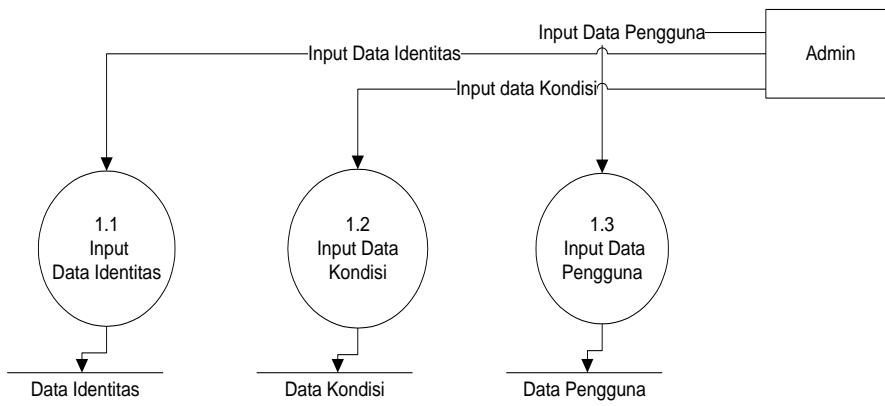 Input Data Pengguna
Admin
Input Data Identitas
Input data Kondisi
1.1
Input
Data Identitas
1.2
Input Data
Kondisi
1.3
Input Data
Pengguna
Data Identitas
Data Kondisi
Data Pengguna